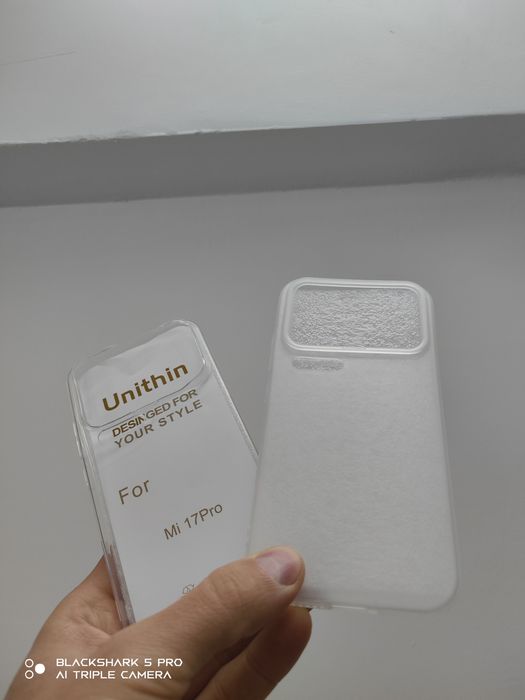 Unithin
DESINGED FOR
YOUR STYLE
For
Mi 17Pro
BLACKSHARK 5 PRO
AI TRIPLE CAMERA